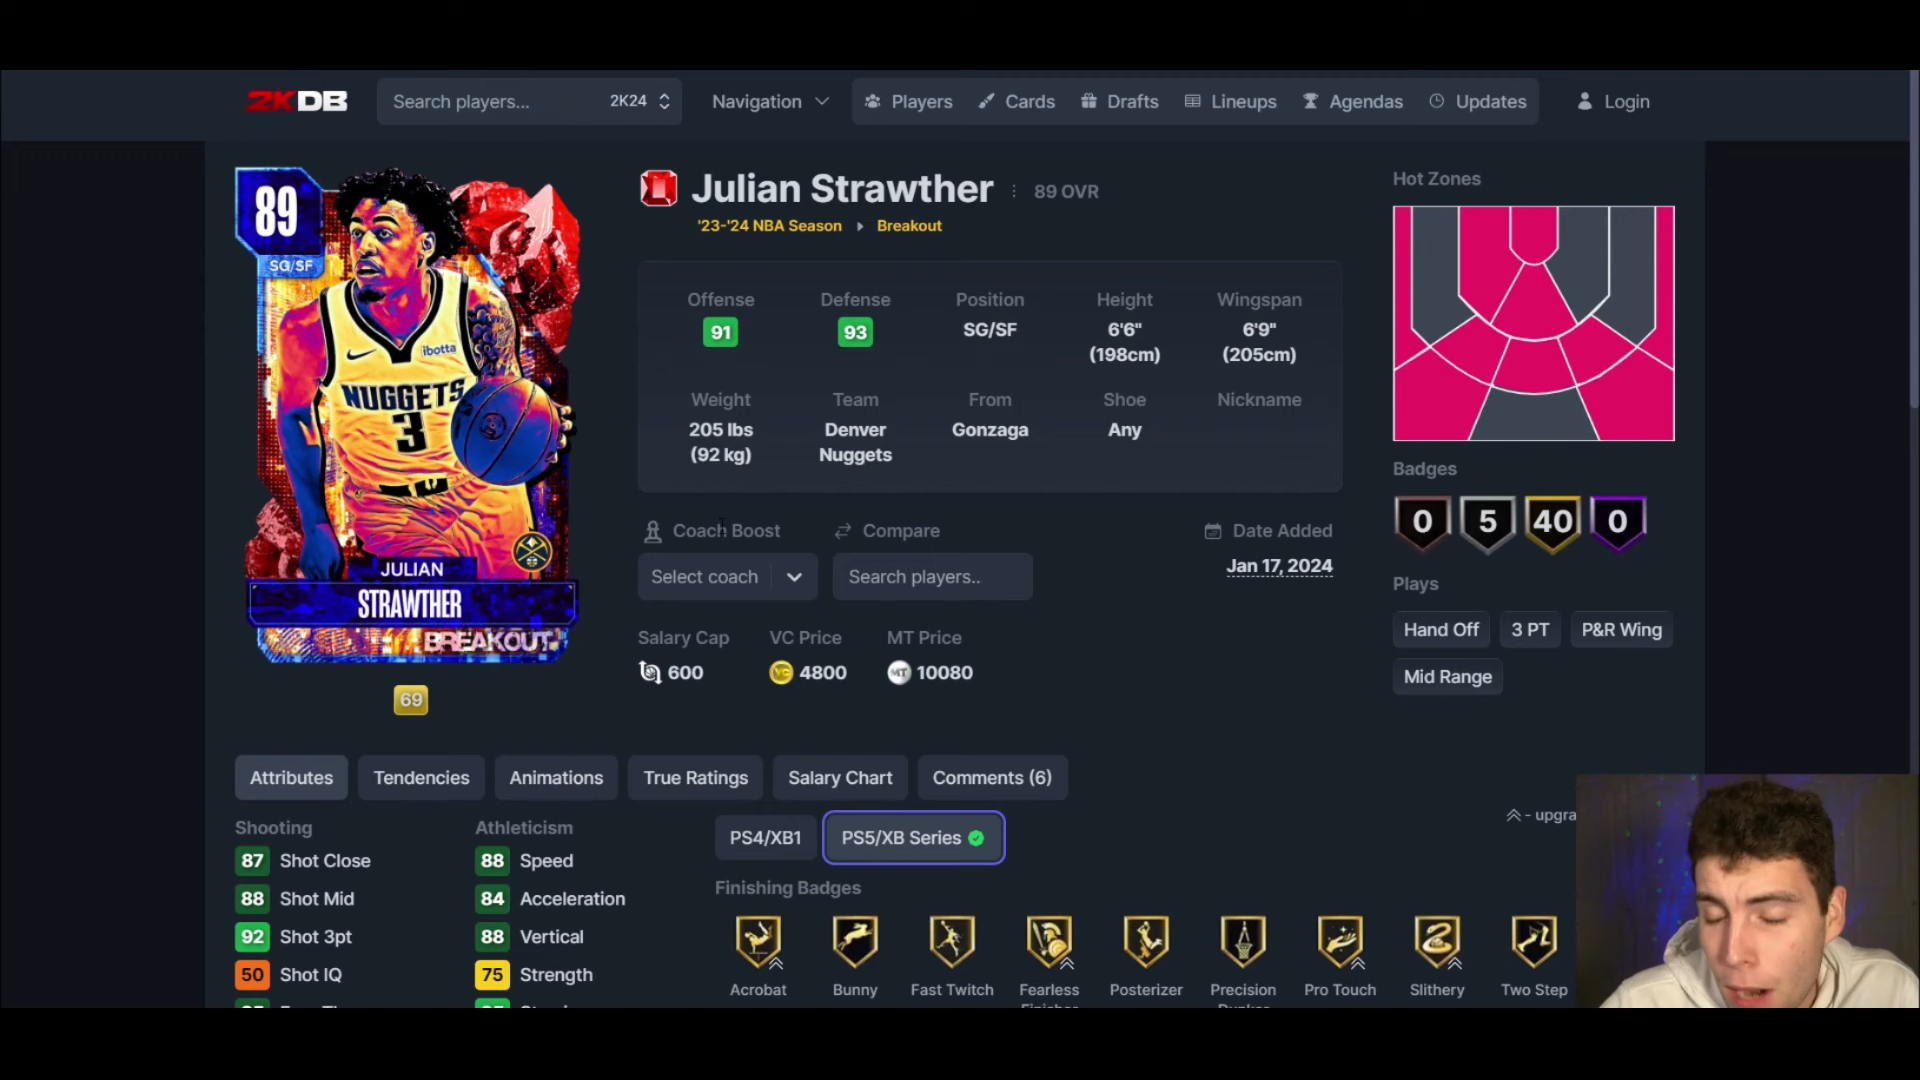 2KDB
Search players...
2K24
Navigation
Players
Cards
Drafts
Lineups
Agendas
Updates
Login
89
SG/SF
ibotta
NUGGETS
3
JULIAN
STRAWTHER
BREAKOUT
69
Julian Strawther
89 OVR
'23-'24 NBA Season
Breakout
Offense
Defense
Position
Height
Wingspan
91
93
SG/SF
6'6"
(198cm)
6'9"
(205cm)
Weight
Team
From
Shoe
Nickname
205 lbs
(92 kg)
Denver
Nuggets
Gonzaga
Any
Coach Boost
Compare
Date Added
Select coach
Search players..
Jan 17, 2024
Salary Cap
VC Price
MT Price
600
VC
4800
MT
10080
Hot Zones
Badges
0
5
40
0
Plays
Hand Off
3 PT
P&R Wing
Mid Range
Attributes
Tendencies
Animations
True Ratings
Salary Chart
Comments (6)
Shooting
87 Shot Close
88 Shot Mid
92 Shot 3pt
50 Shot IQ
Athleticism
88 Speed
84 Acceleration
88 Vertical
75 Strength
PS4/XB1
PS5/XB Series
- upgra
Finishing Badges
Acrobat
Bunny
Fast Twitch
Fearless
Posterizer
Precision
Pro Touch
Slithery
Two Step